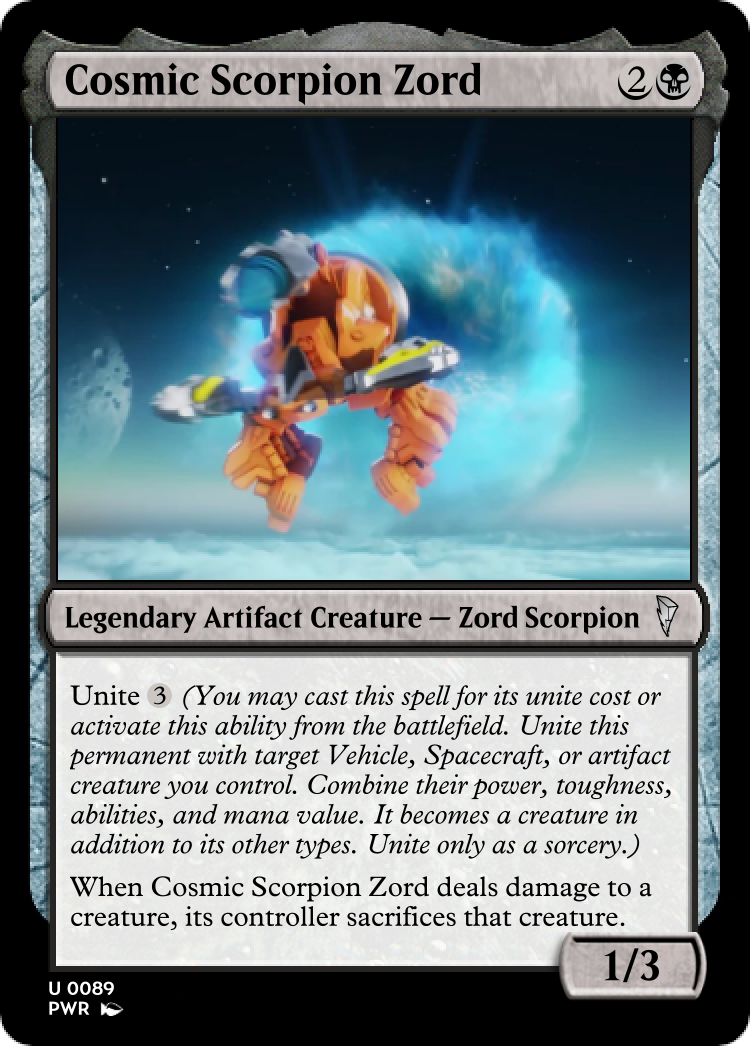 Cosmic Scorpion Zord 2
Legendary Artifact Creature — Zord Scorpion
Unite 3 (You may cast this spell for its unite cost or
activate this ability from the battlefield. Unite this
permanent with target Vehicle, Spacecraft, or artifact
creature you control. Combine their power, toughness,
abilities, and mana value. It becomes a creature in
addition to its other types. Unite only as a sorcery.)
When Cosmic Scorpion Zord deals damage to a
creature, its controller sacrifices that creature.
1/3
U 0089
PWR